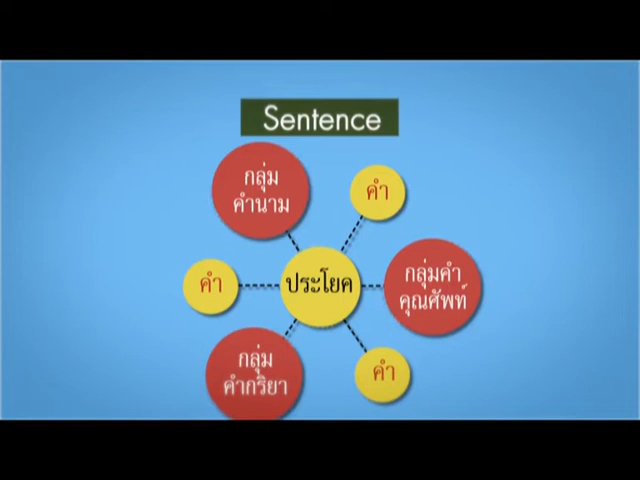 Sentence
กลุ่ม
คำนาม
คำ
คำ
ประโยค
กลุ่มคำ
คุณศัพท์
กลุ่ม
คำกริยา
คำ